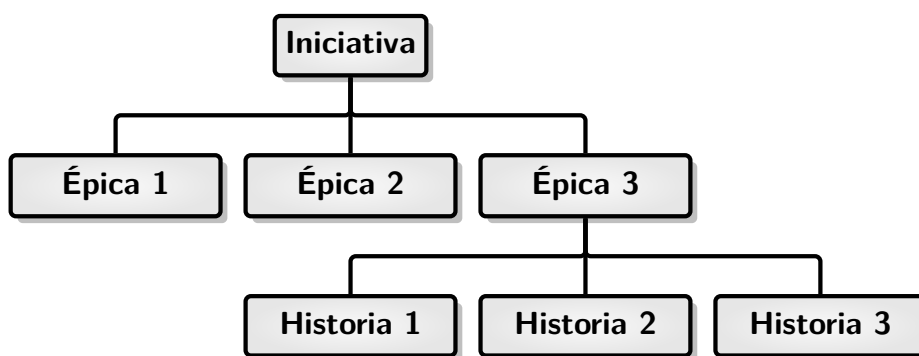 Iniciativa
Épica 1
Épica 2
Épica 3
Historia 1
Historia 2
Historia 3